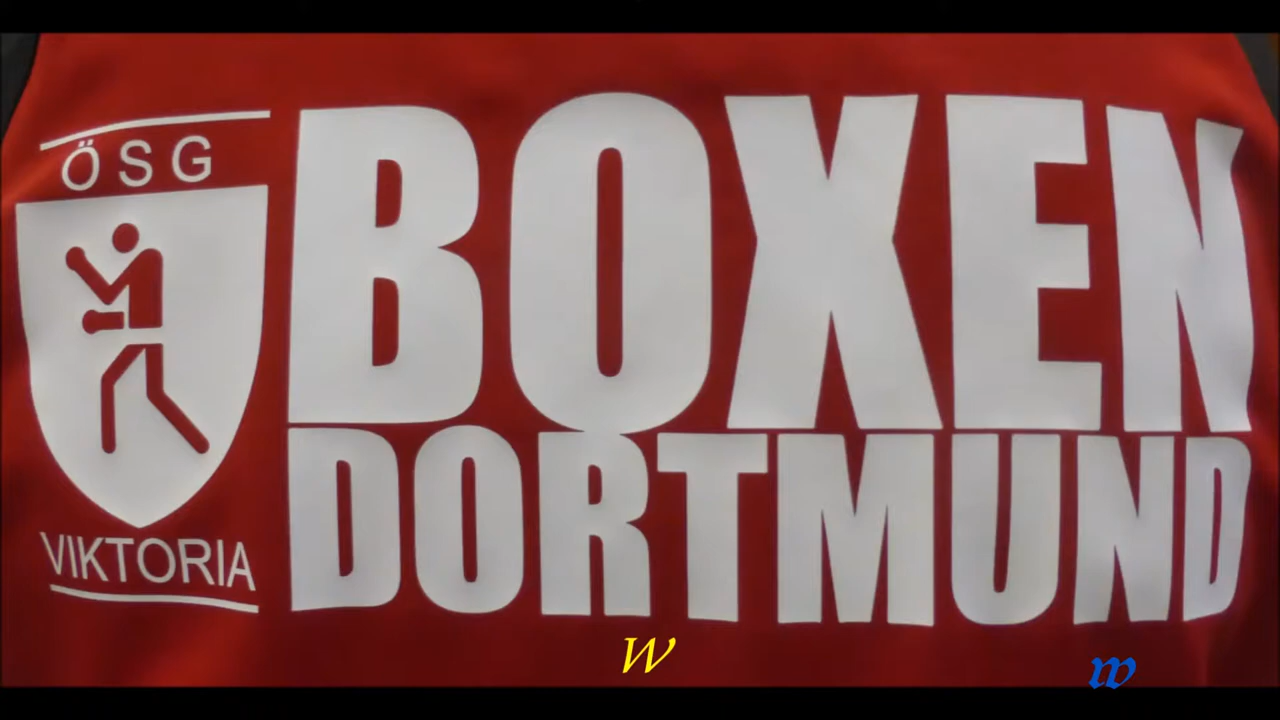 ÖSG
BOXEN
DORTMUND
VIKTORIA
W
w